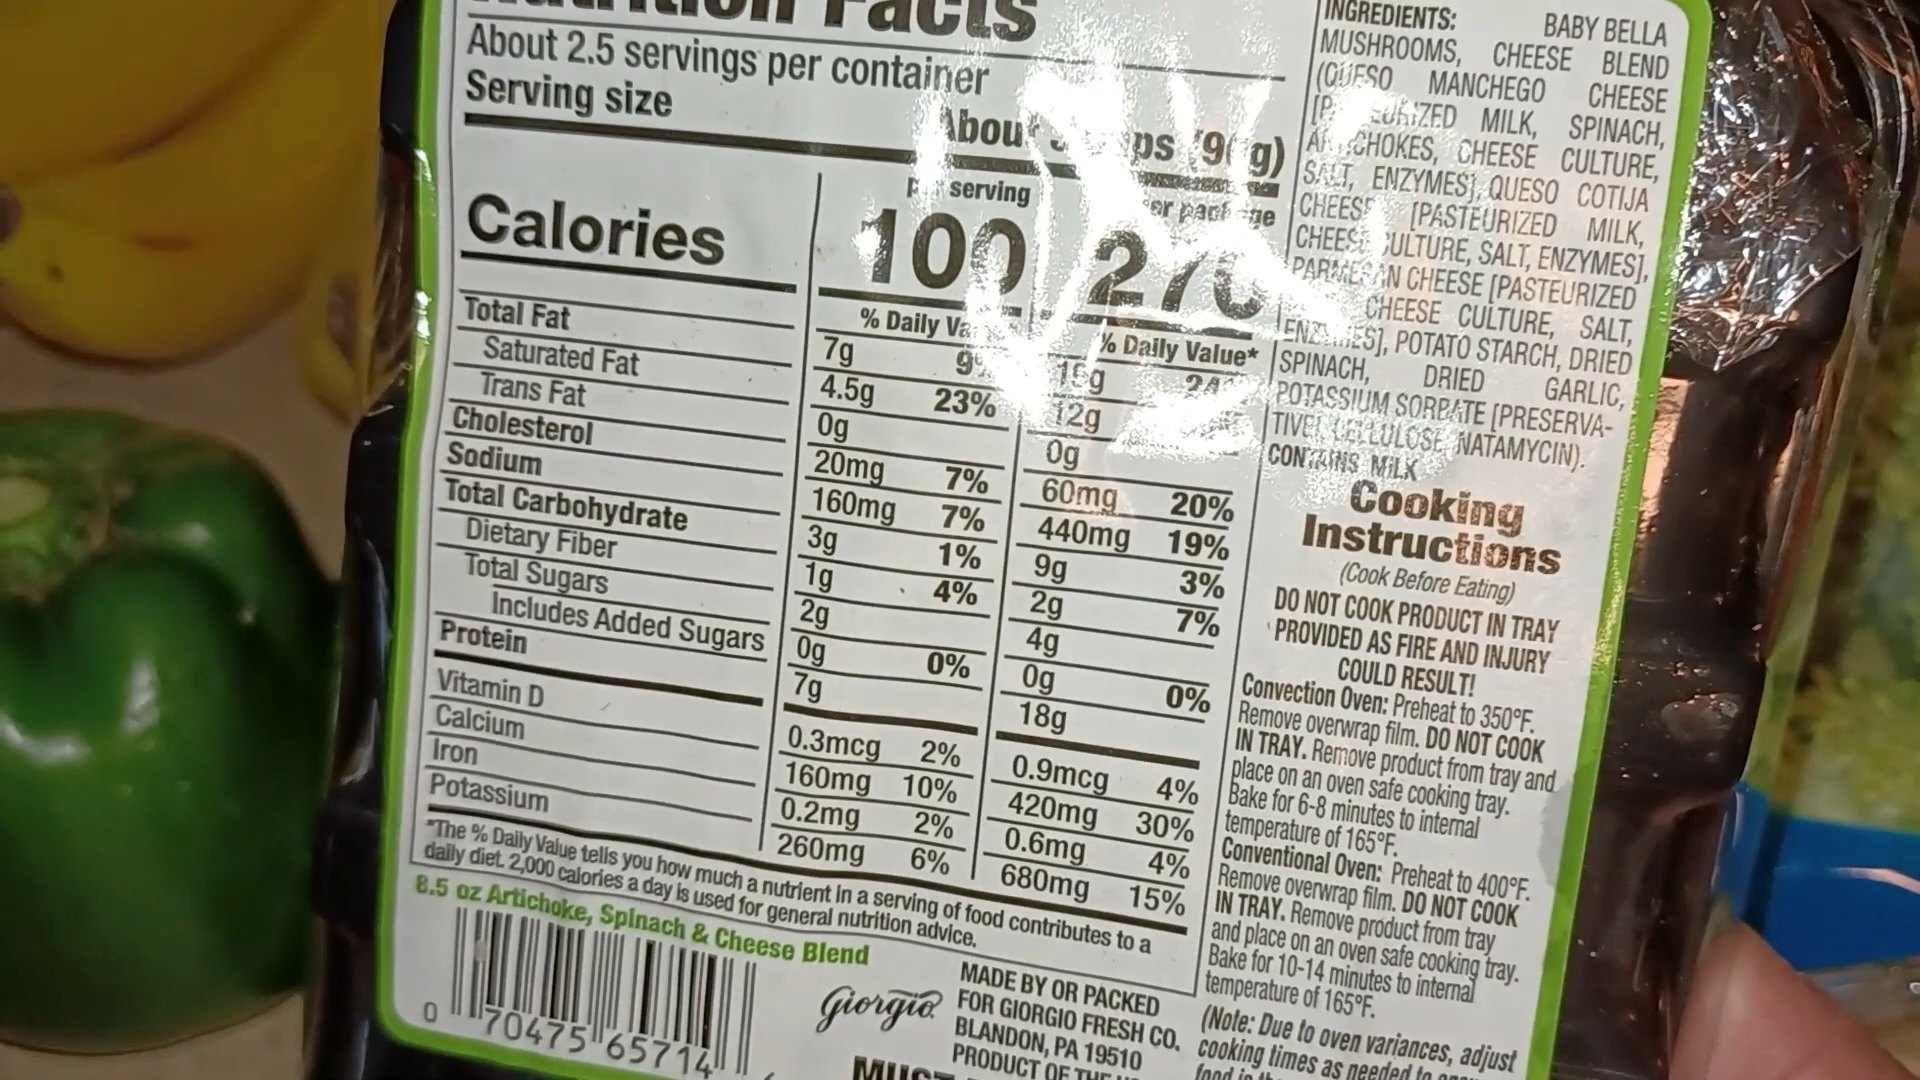 Nutrition Facts
About 2.5 servings per container
Serving size
About ps (9 g)
serving
per package
Calories 100 270
% Daily
% Daily Value*
Total Fat 7g 9%
Saturated Fat 4.5g 23% 12g
Trans Fat 0g 0g
Cholesterol 20mg 7% 60mg 20%
Sodium 160mg 7% 440mg 19%
Total Carbohydrate 3g 1% 9g 3%
Dietary Fiber 1g 4% 2g 7%
Total Sugars 2g 4g
Includes Added Sugars 0g 0% 0g 0%
Protein 7g 18g
Vitamin D 0.3mcg 2% 0.9mcg 4%
Calcium 160mg 10% 420mg 30%
Iron 0.2mg 2% 0.6mg 4%
Potassium 260mg 6% 680mg 15%
*The % Daily Value tells you how much a nutrient in a serving of food contributes to a
daily diet. 2,000 calories a day is used for general nutrition advice.
8.5 oz Artichoke, Spinach & Cheese Blend
0 70475 65714
Giorgio
MADE BY OR PACKED
FOR GIORGIO FRESH CO.
BLANDON, PA 19510
PRODUCT OF THE
INGREDIENTS: BABY BELLA
MUSHROOMS, CHEESE BLEND
(QUESO MANCHEGO CHEESE
[PASTEURIZED MILK, SPINACH,
ARTICHOKES, CHEESE CULTURE,
SALT, ENZYMES], QUESO COTIJA
CHEESE [PASTEURIZED MILK,
CHEESE CULTURE, SALT, ENZYMES],
PARMESAN CHEESE [PASTEURIZED
CHEESE CULTURE, SALT,
ENZYMES], POTATO STARCH, DRIED
SPINACH, DRIED GARLIC,
POTASSIUM SORBATE [PRESERVA-
TIVE], CELLULOSE, NATAMYCIN).
CONTAINS MILK
Cooking
Instructions
(Cook Before Eating)
DO NOT COOK PRODUCT IN TRAY
PROVIDED AS FIRE AND INJURY
COULD RESULT!
Convection Oven: Preheat to 350°F.
Remove overwrap film. DO NOT COOK
IN TRAY. Remove product from tray and
place on an oven safe cooking tray.
Bake for 6-8 minutes to internal
temperature of 165°F.
Conventional Oven: Preheat to 400°F.
Remove overwrap film. DO NOT COOK
IN TRAY. Remove product from tray
and place on an oven safe cooking tray.
Bake for 10-14 minutes to internal
temperature of 165°F.
(Note: Due to oven variances, adjust
cooking times as needed to